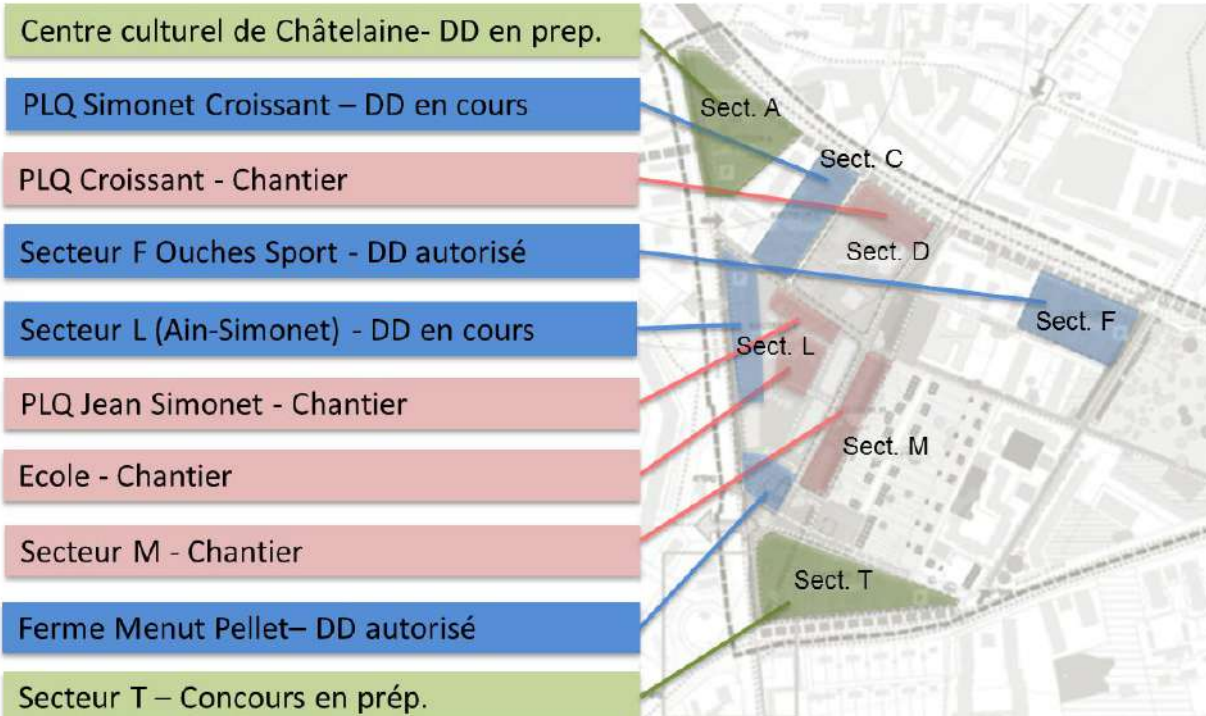 Centre culturel de Châtelaine- DD en prep.
PLQ Simonet Croissant – DD en cours
PLQ Croissant - Chantier
Secteur F Ouches Sport - DD autorisé
Secteur L (Ain-Simonet) - DD en cours
PLQ Jean Simonet - Chantier
Ecole - Chantier
Secteur M - Chantier
Ferme Menut Pellet– DD autorisé
Secteur T – Concours en prép.
Sect. A
Sect. C
Sect. D
Sect. F
Sect. L
Sect. M
Sect. T